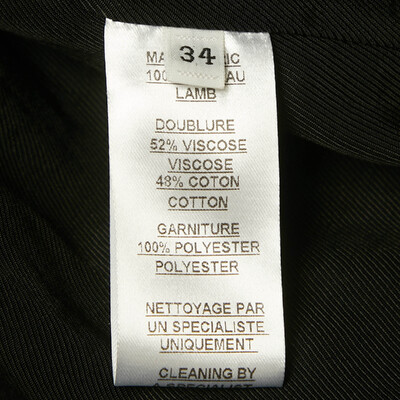 34
LAMB
DOUBLURE
52% VISCOSE
VISCOSE
48% COTON
COTTON
GARNITURE
100% POLYESTER
POLYESTER
NETTOYAGE PAR
UN SPECIALISTE
UNIQUEMENT
CLEANING BY